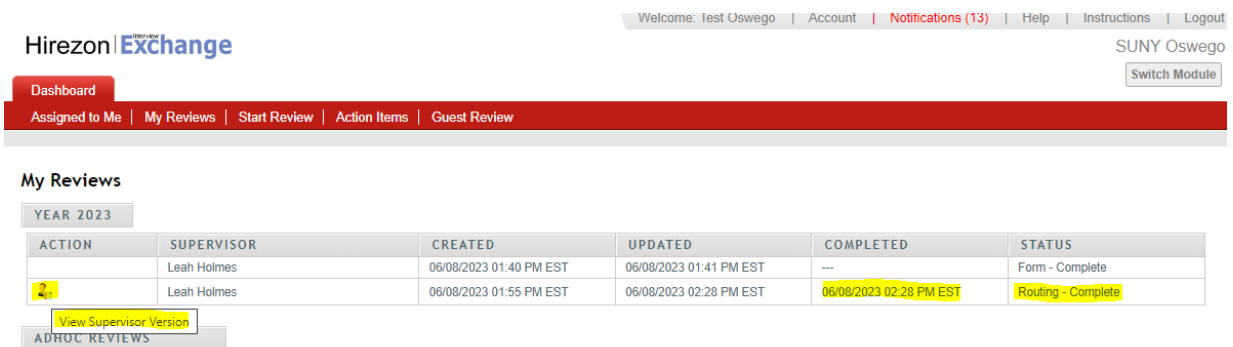 Welcome: Test Oswego | Account | Notifications (13) | Help | Instructions | Logout
Hirezon Interview Exchange
SUNY Oswego
Switch Module
Dashboard
Assigned to Me | My Reviews | Start Review | Action Items | Guest Review
My Reviews
YEAR 2023
ACTION SUPERVISOR CREATED UPDATED COMPLETED STATUS
Leah Holmes 06/08/2023 01:40 PM EST 06/08/2023 01:41 PM EST --- Form - Complete
Leah Holmes 06/08/2023 01:55 PM EST 06/08/2023 02:28 PM EST 06/08/2023 02:28 PM EST Routing - Complete
View Supervisor Version
ADHOC REVIEWS